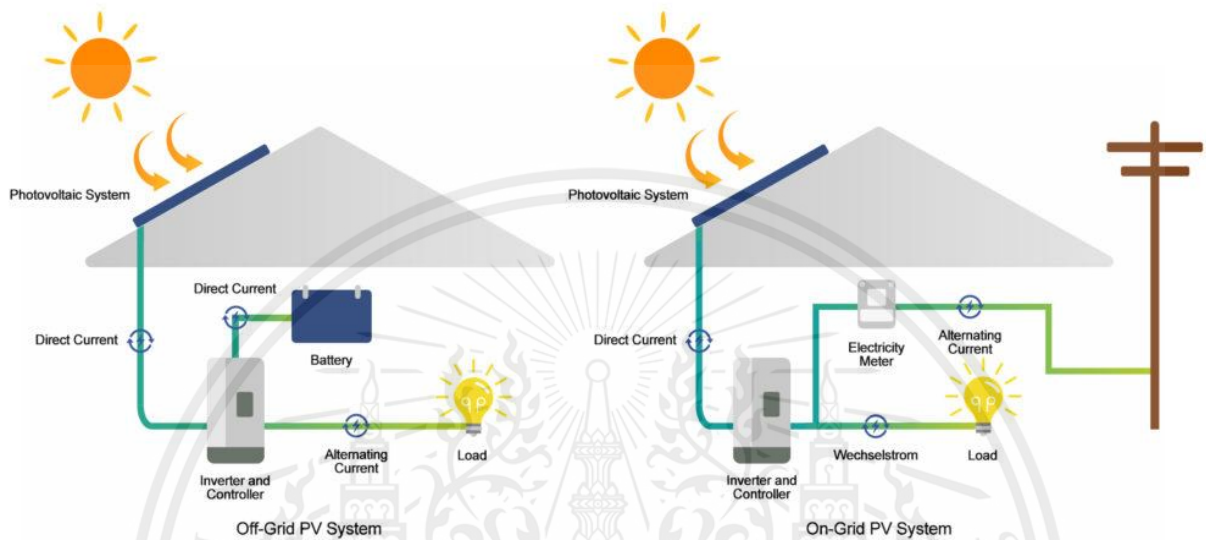 Photovoltaic System
Direct Current
Direct Current
Battery
Inverter and
Controller
Alternating
Current
Load
Off-Grid PV System
Photovoltaic System
Direct Current
Electricity
Meter
Alternating
Current
Inverter and
Controller
Wechselstrom
Load
On-Grid PV System